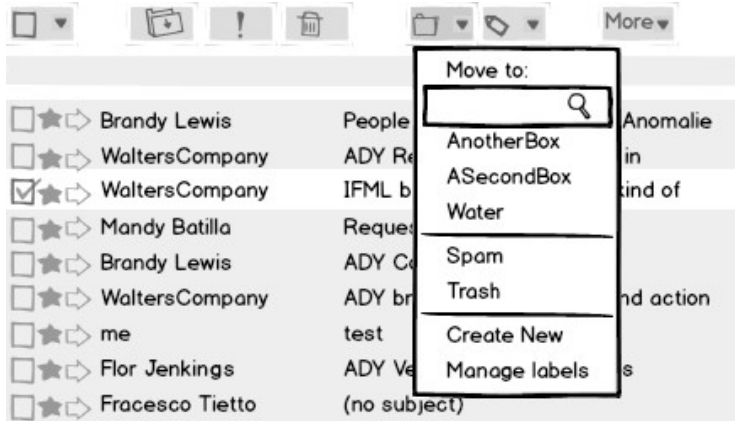 More
Move to:
Brandy Lewis People Anomalie
AnotherBox
WaltersCompany ADY Re in
ASecondBox
WaltersCompany IFML b kind of
Water
Mandy Batilla Reques
Spam
Brandy Lewis ADY Co
Trash
WaltersCompany ADY br nd action
me test Create New
Flor Jenkings ADY Ve Manage labels s
Fracesco Tietto (no subject)